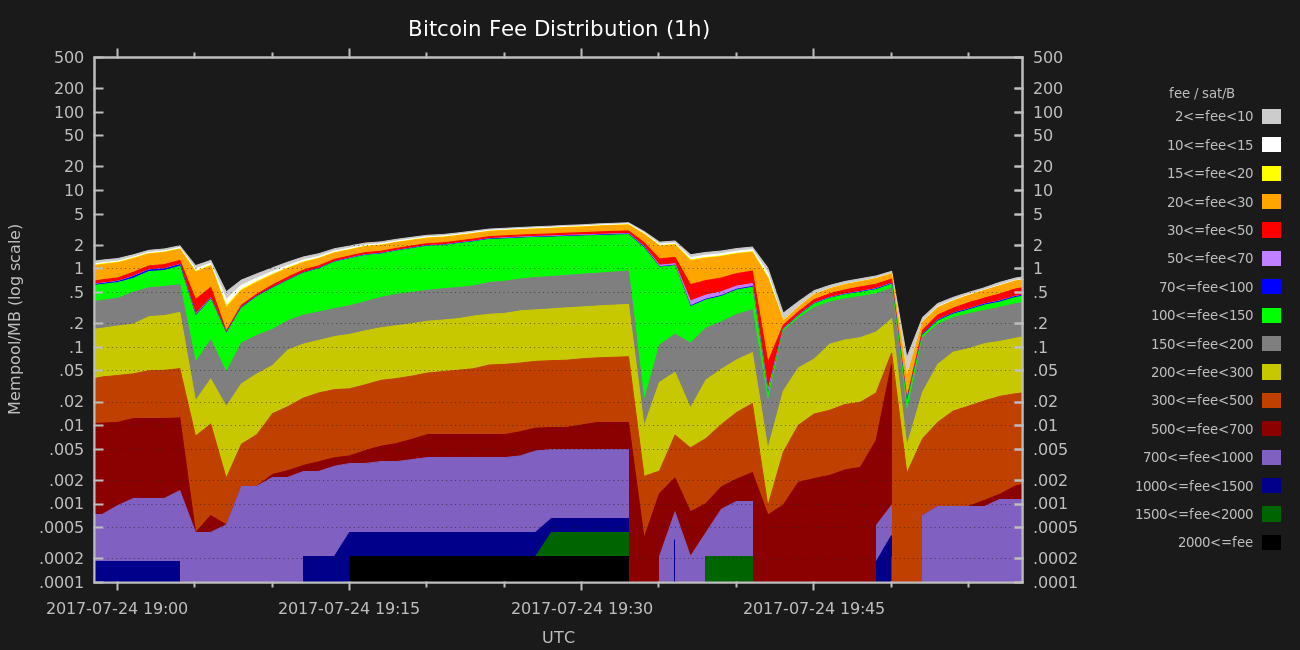 Bitcoin Fee Distribution (1h)
500
200
100
50
20
10
5
2
1
.5
.2
.1
.05
.02
.01
.005
.002
.001
.0005
.0002
.0001
Mempool/MB (log scale)
500
200
100
50
20
10
5
2
1
.5
.2
.1
.05
.02
.01
.005
.002
.001
.0005
.0002
.0001
2017-07-24 19:00
2017-07-24 19:15
2017-07-24 19:30
2017-07-24 19:45
UTC
fee / sat/B
2<=fee<10
10<=fee<15
15<=fee<20
20<=fee<30
30<=fee<50
50<=fee<70
70<=fee<100
100<=fee<150
150<=fee<200
200<=fee<300
300<=fee<500
500<=fee<700
700<=fee<1000
1000<=fee<1500
1500<=fee<2000
2000<=fee